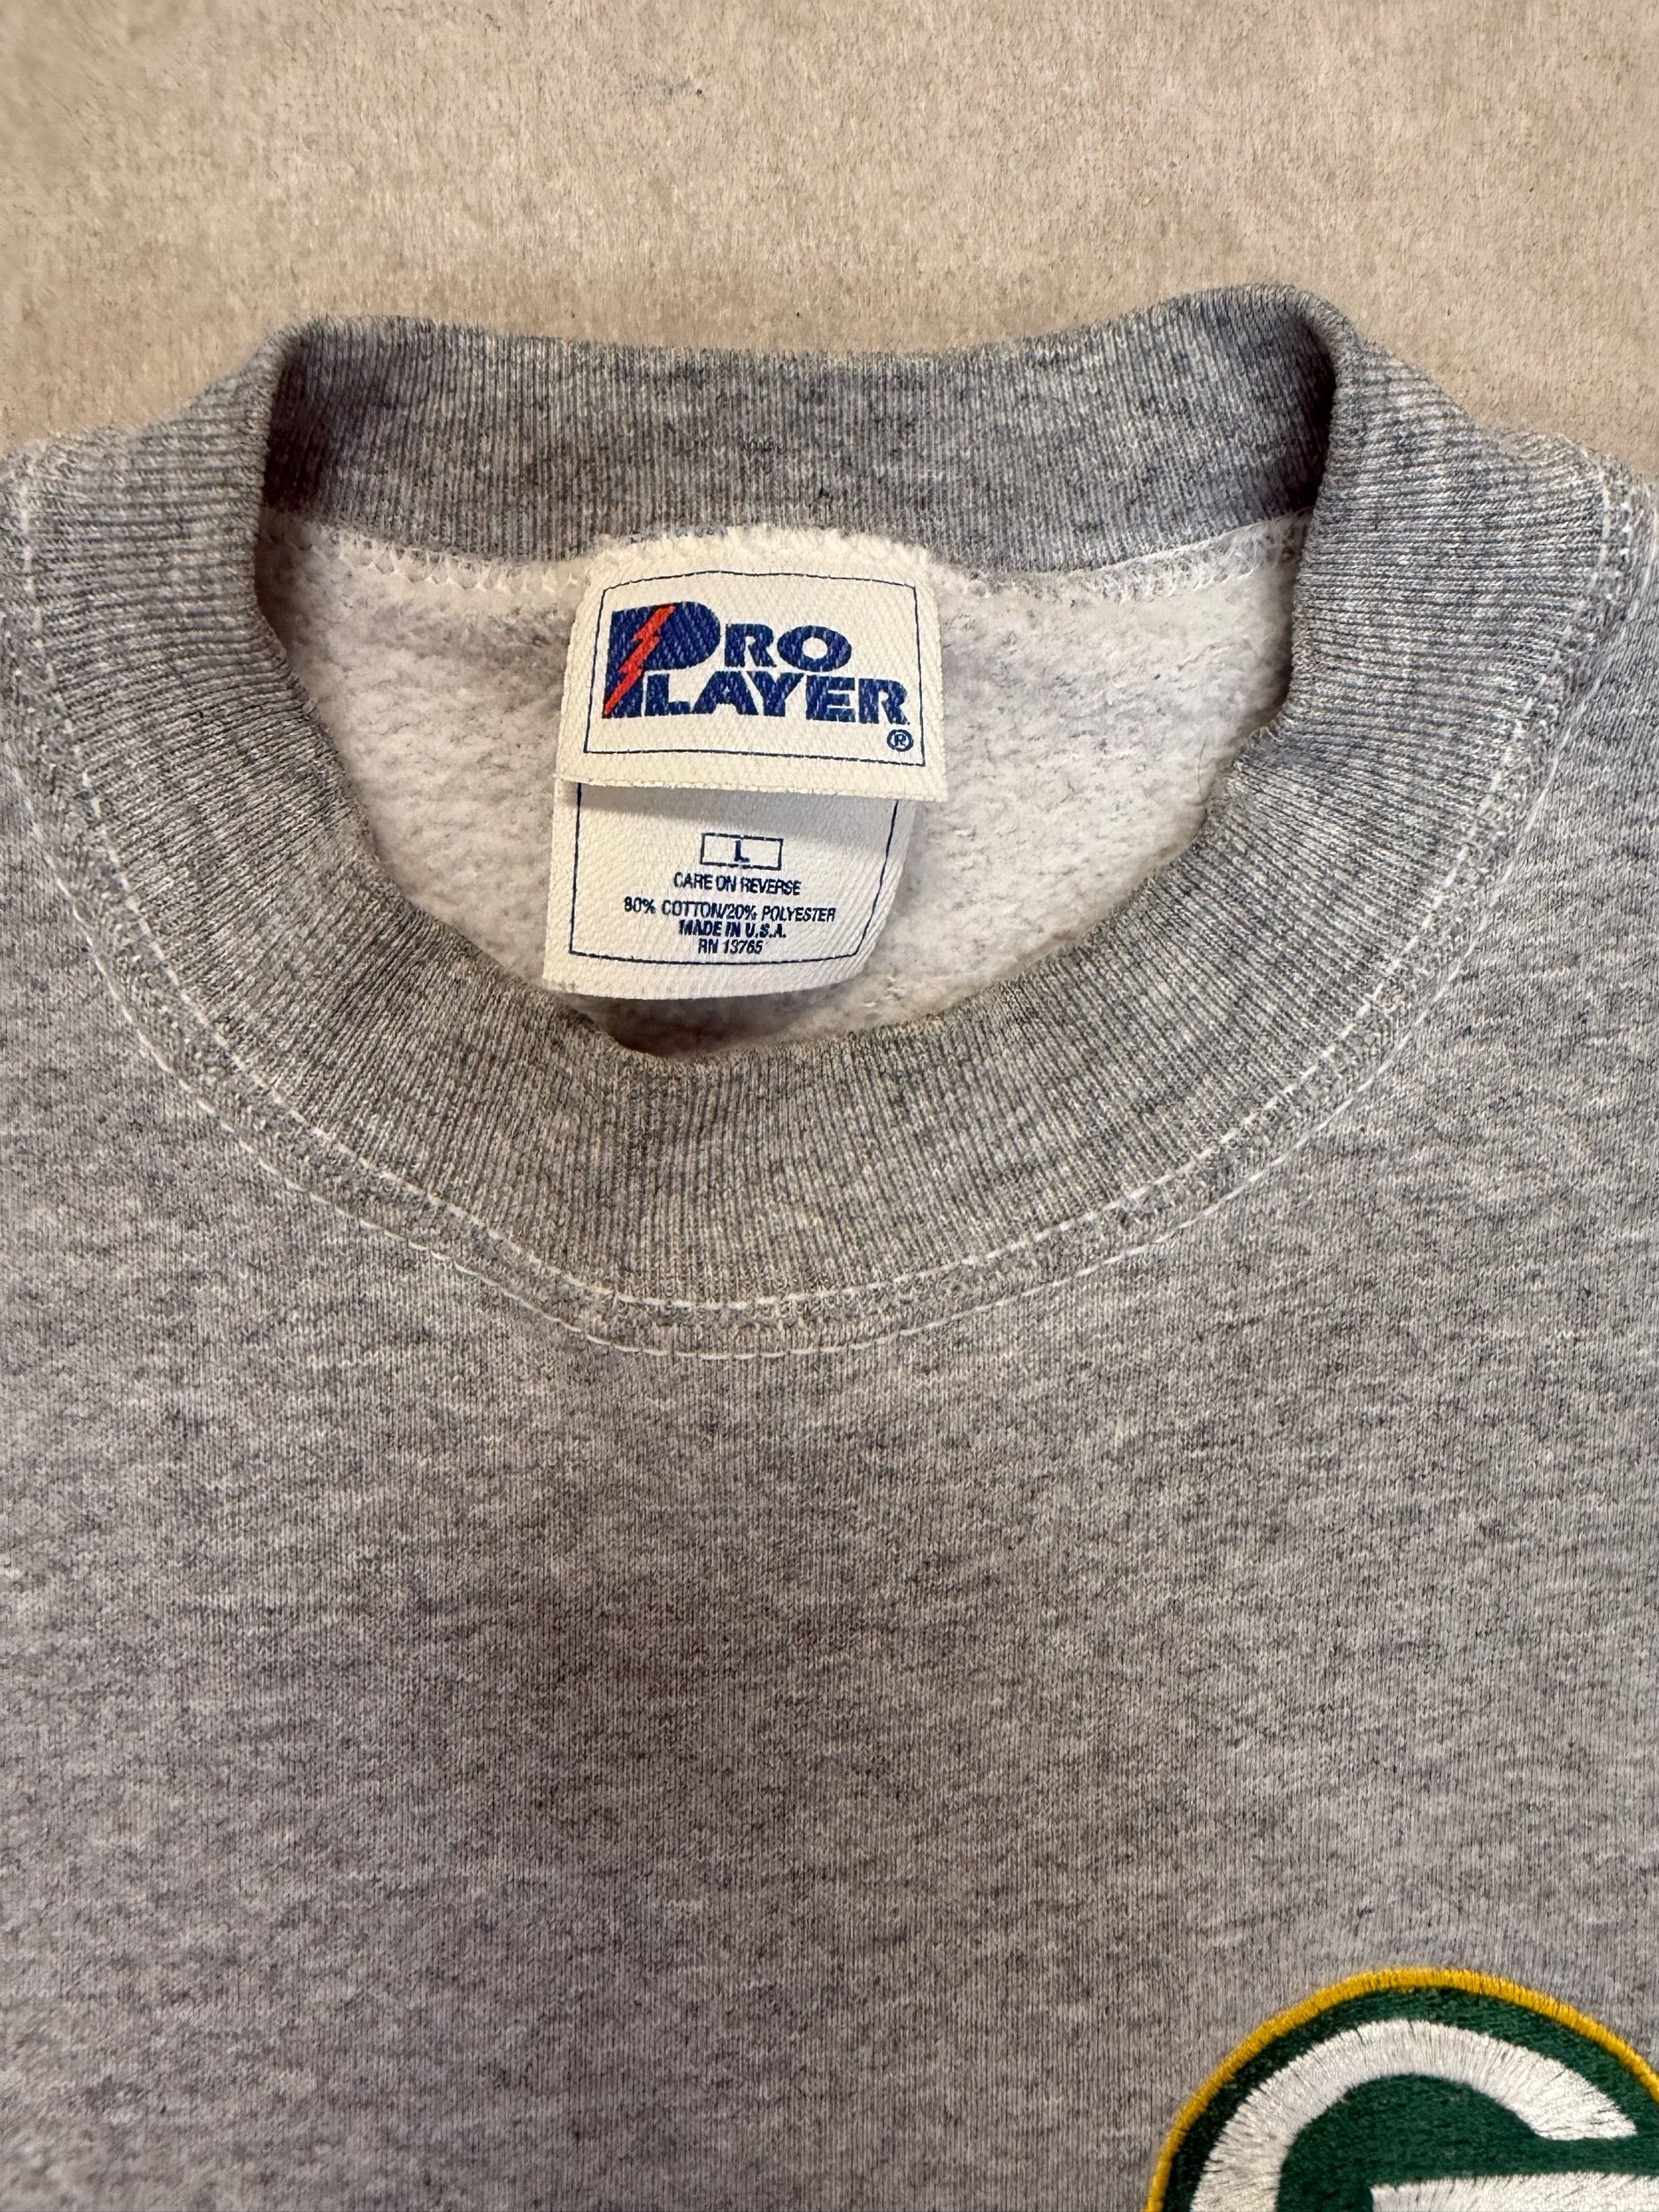 PRO
PLAYER
®
L
CARE ON REVERSE
80% COTTON/20% POLYESTER
MADE IN U.S.A.
RN 13765
G